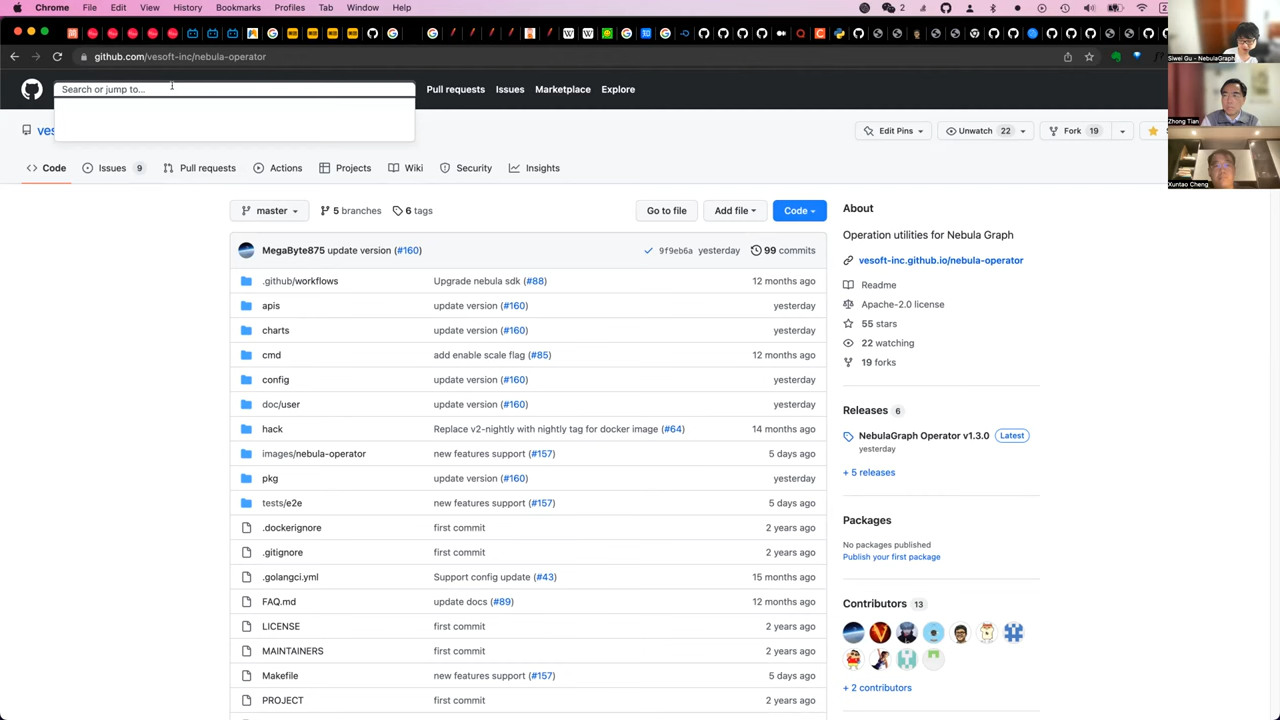 Chrome File Edit View History Bookmarks Profiles Tab Window Help
github.com/vesoft-inc/nebula-operator
Siwei Gu - NebulaGraph
Zhong Tian
Xuntao Cheng
Search or jump to...
Pull requests Issues Marketplace Explore
ves
Edit Pins
Unwatch 22
Fork 19
Code
Issues 9
Pull requests
Actions
Projects
Wiki
Security
Insights
master
5 branches
6 tags
Go to file
Add file
Code
MegaByte875 update version (#160)
9f9eb6a yesterday
99 commits
.github/workflows Upgrade nebula sdk (#88) 12 months ago
apis update version (#160) yesterday
charts update version (#160) yesterday
cmd add enable scale flag (#85) 12 months ago
config update version (#160) yesterday
doc/user update version (#160) yesterday
hack Replace v2-nightly with nightly tag for docker image (#64) 14 months ago
images/nebula-operator new features support (#157) 5 days ago
pkg update version (#160) yesterday
tests/e2e new features support (#157) 5 days ago
.dockerignore first commit 2 years ago
.gitignore first commit 2 years ago
.golangci.yml Support config update (#43) 15 months ago
FAQ.md update docs (#89) 12 months ago
LICENSE first commit 2 years ago
MAINTAINERS first commit 2 years ago
Makefile new features support (#157) 5 days ago
PROJECT first commit 2 years ago
About
Operation utilities for Nebula Graph
vesoft-inc.github.io/nebula-operator
Readme
Apache-2.0 license
55 stars
22 watching
19 forks
Releases 6
NebulaGraph Operator v1.3.0 Latest
yesterday
+ 5 releases
Packages
No packages published
Publish your first package
Contributors 13
+ 2 contributors